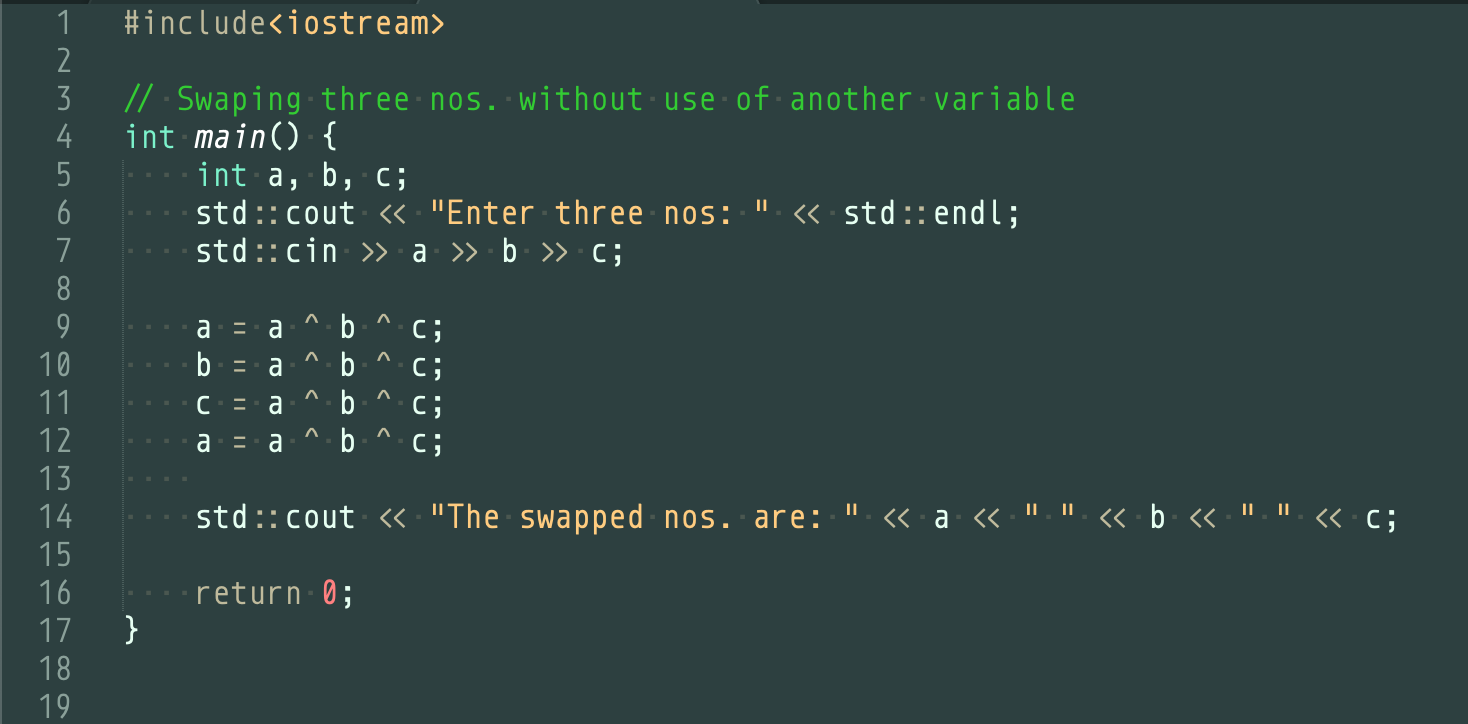 1 #include<iostream>
2
3 // Swaping three nos. without use of another variable
4 int main() {
5     int a, b, c;
6     std::cout << "Enter three nos: " << std::endl;
7     std::cin >> a >> b >> c;
8
9     a = a ^ b ^ c;
10     b = a ^ b ^ c;
11     c = a ^ b ^ c;
12     a = a ^ b ^ c;
13
14     std::cout << "The swapped nos. are: " << a << " " << b << " " << c;
15
16     return 0;
17 }
18
19